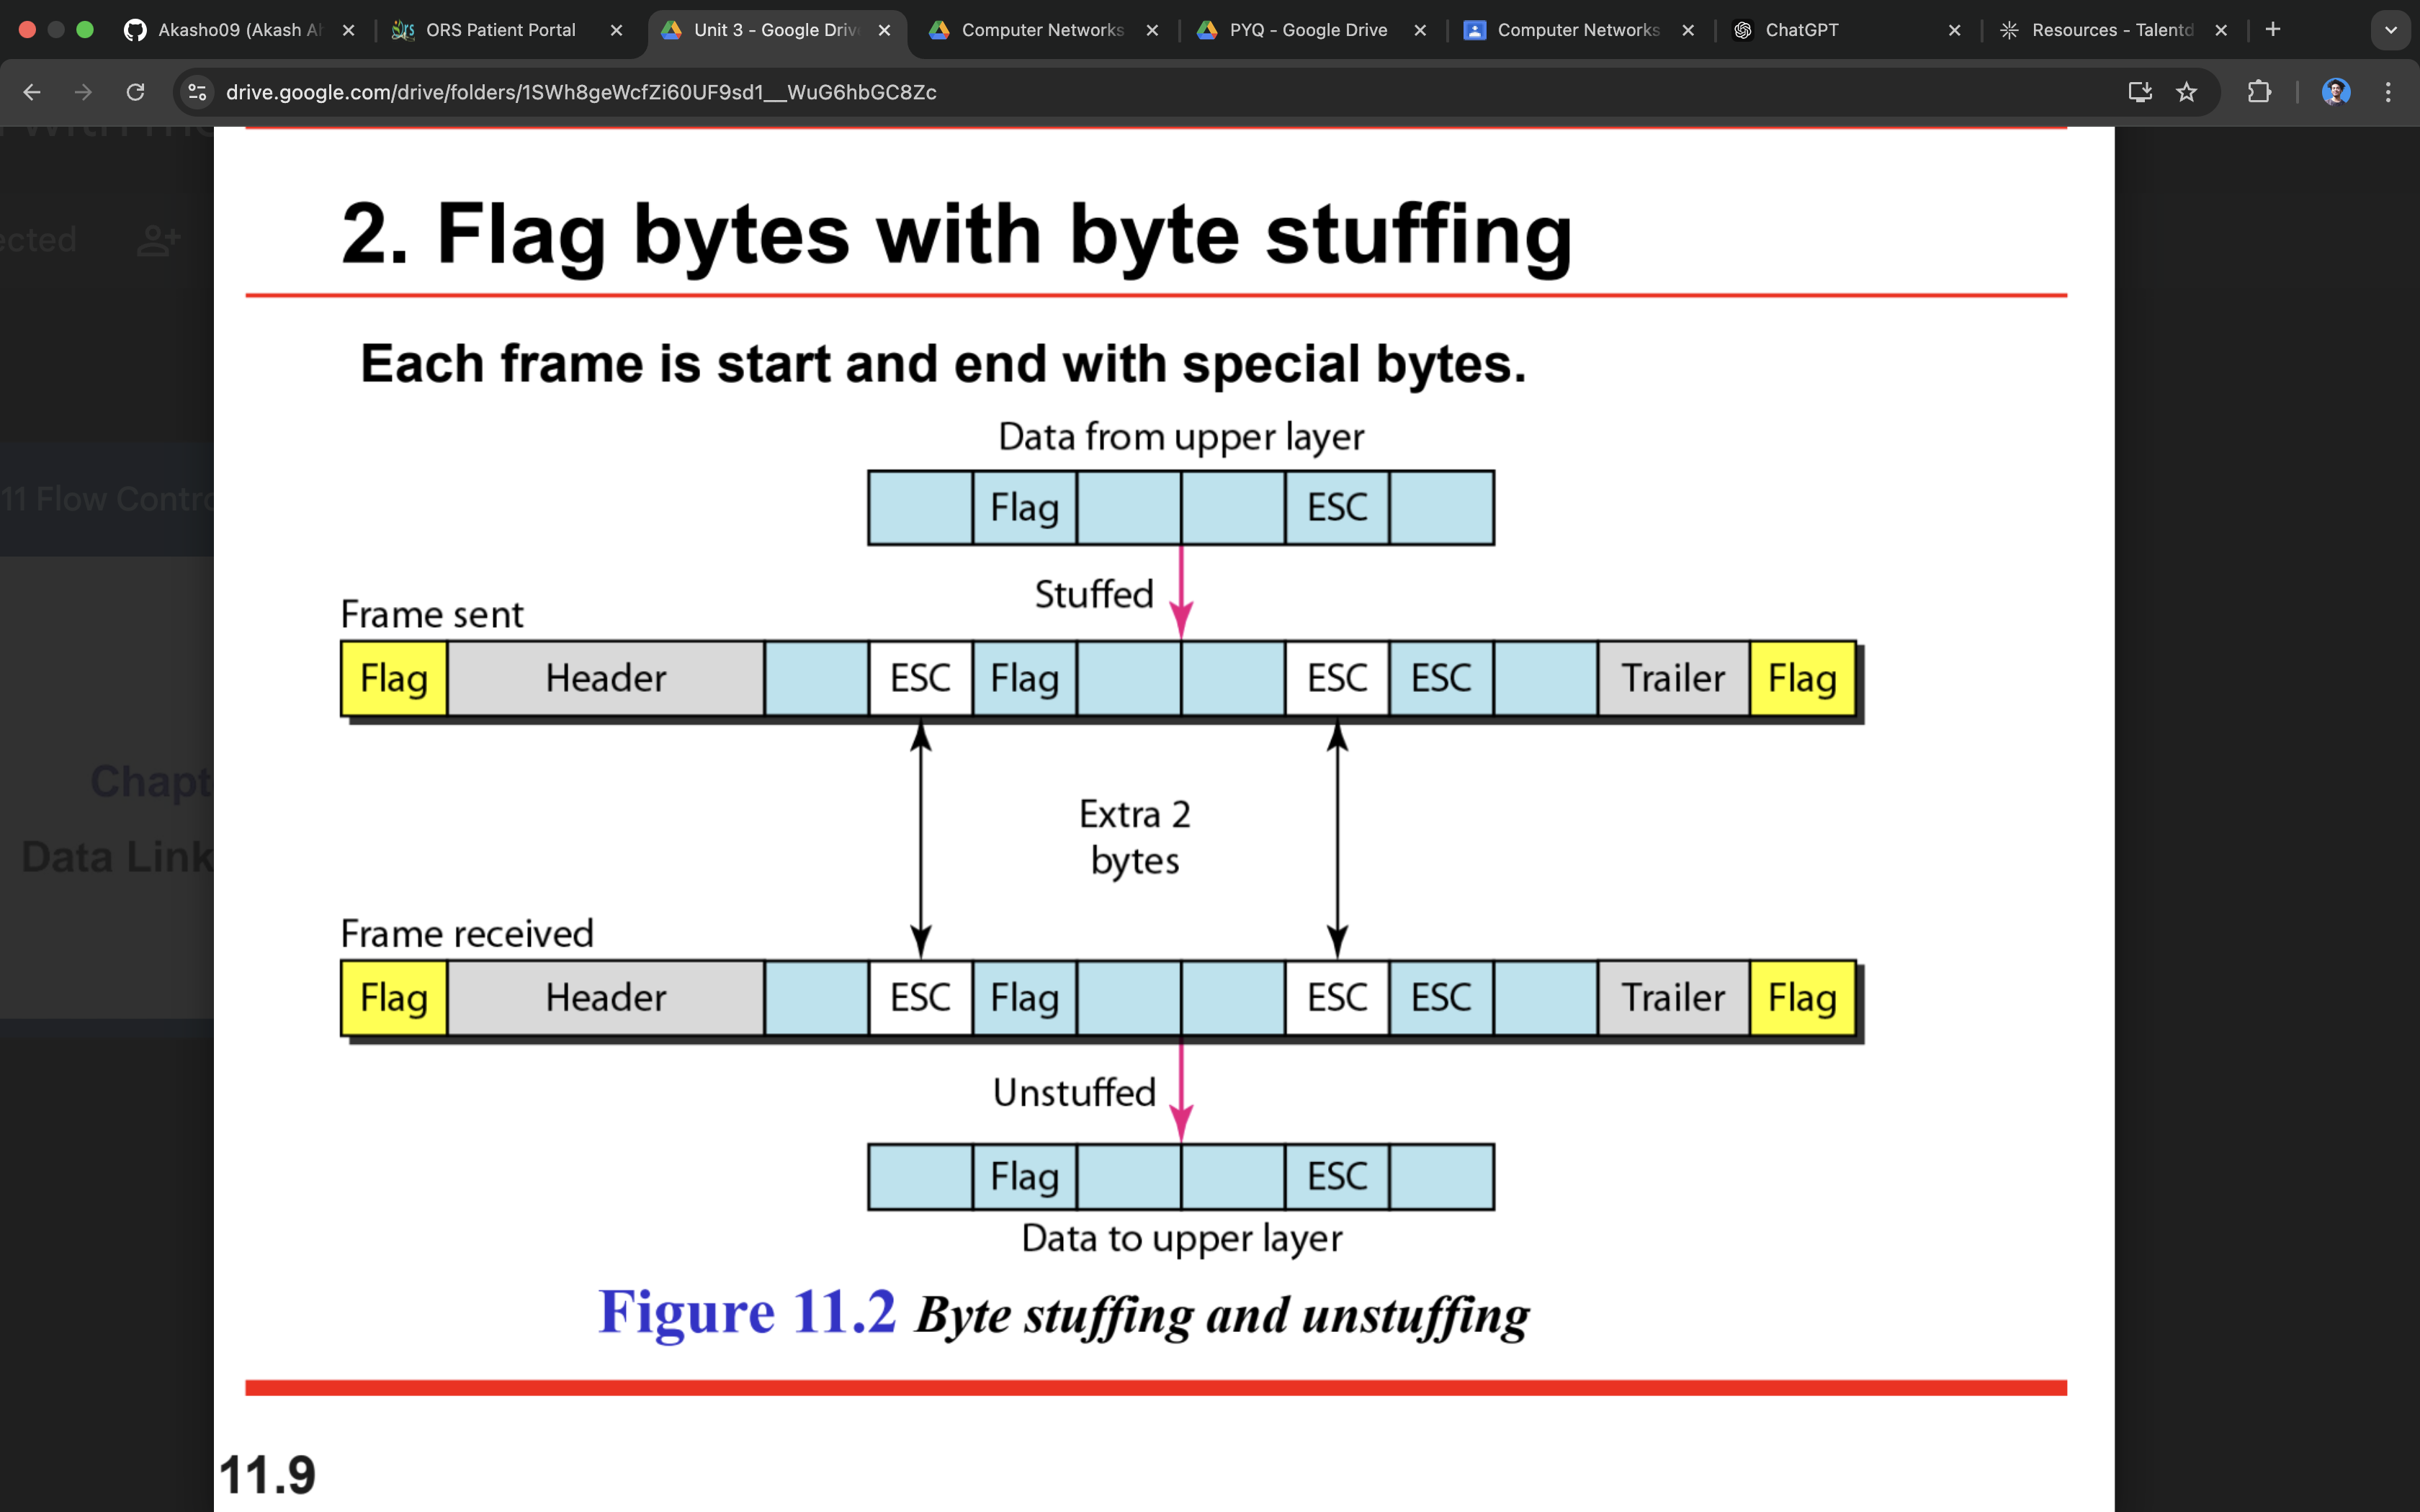 Akasho09 (Akash Ah
ORS Patient Portal
Unit 3 - Google Driv
Computer Networks
PYQ - Google Drive
Computer Networks
ChatGPT
Resources - Talentd
drive.google.com/drive/folders/1SWh8geWcfZi60UF9sd1__WuG6hbGC8Zc
ected
11 Flow Contro
Chapt
Data Link
2. Flag bytes with byte stuffing
Each frame is start and end with special bytes.
Data from upper layer
Flag ESC
Stuffed
Frame sent
Flag Header ESC Flag ESC ESC Trailer Flag
Extra 2
bytes
Frame received
Flag Header ESC Flag ESC ESC Trailer Flag
Unstuffed
Flag ESC
Data to upper layer
Figure 11.2 Byte stuffing and unstuffing
11.9